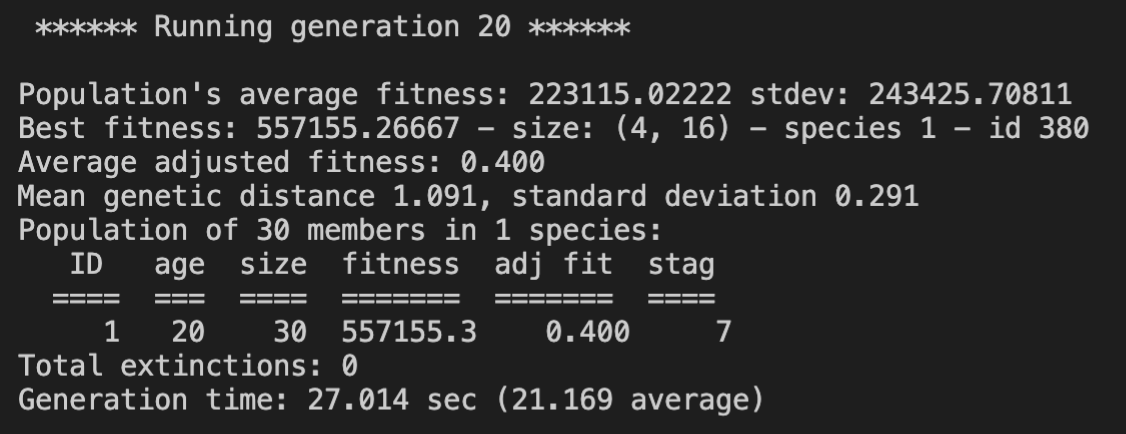 ****** Running generation 20 ******
Population's average fitness: 223115.02222 stdev: 243425.70811
Best fitness: 557155.26667 - size: (4, 16) - species 1 - id 380
Average adjusted fitness: 0.400
Mean genetic distance 1.091, standard deviation 0.291
Population of 30 members in 1 species:
ID age size fitness adj fit stag
==== === ==== ======= ======= ====
1 20 30 557155.3 0.400 7
Total extinctions: 0
Generation time: 27.014 sec (21.169 average)